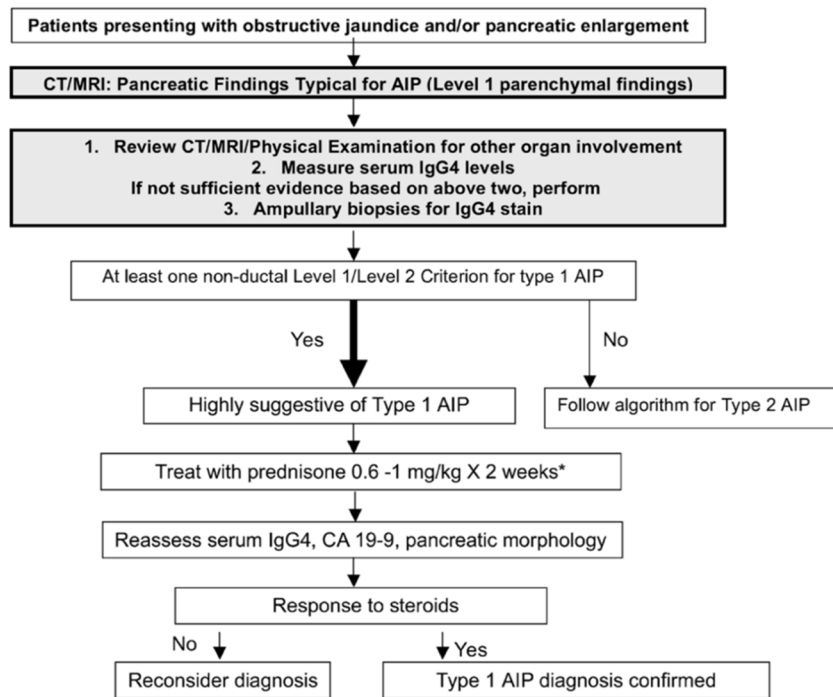 Patients presenting with obstructive jaundice and/or pancreatic enlargement
CT/MRI: Pancreatic Findings Typical for AIP (Level 1 parenchymal findings)
1. Review CT/MRI/Physical Examination for other organ involvement
2. Measure serum IgG4 levels
If not sufficient evidence based on above two, perform
3. Ampullary biopsies for IgG4 stain
At least one non-ductal Level 1/Level 2 Criterion for type 1 AIP
Yes
No
Highly suggestive of Type 1 AIP
Follow algorithm for Type 2 AIP
Treat with prednisone 0.6 -1 mg/kg X 2 weeks*
Reassess serum IgG4, CA 19-9, pancreatic morphology
Response to steroids
No
Yes
Reconsider diagnosis
Type 1 AIP diagnosis confirmed